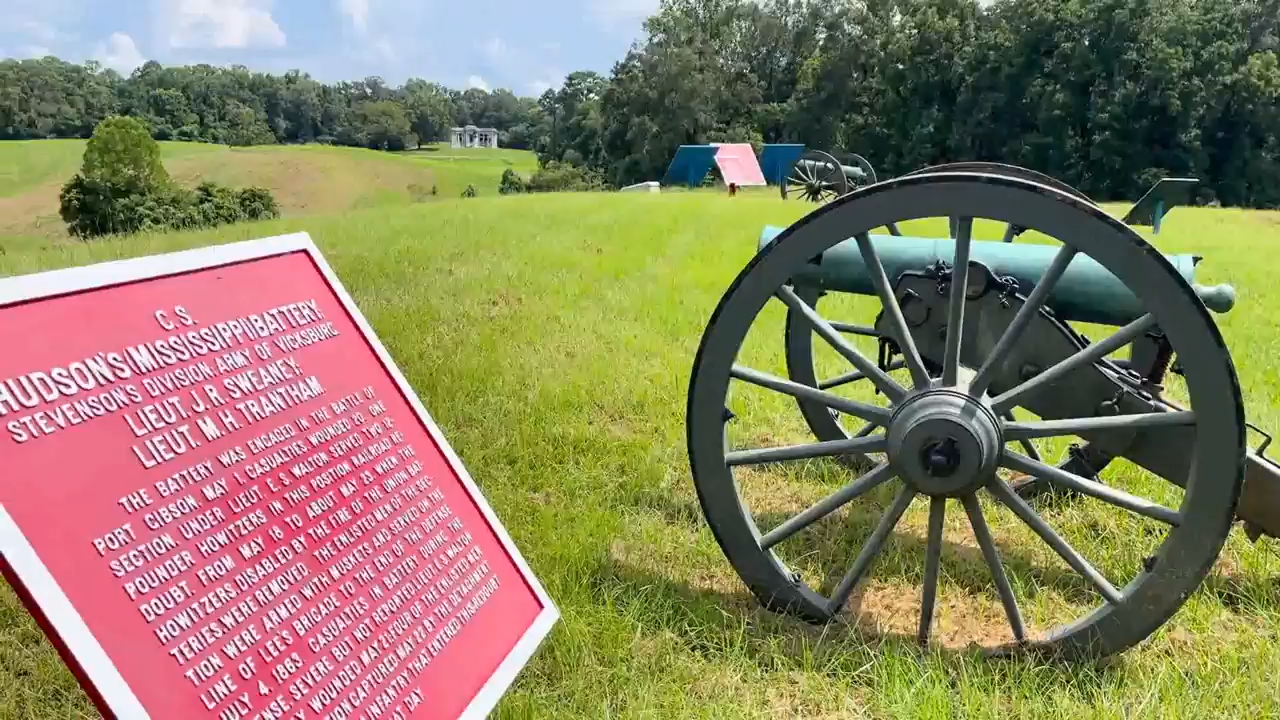 C. S.
HUDSON'S (MISSISSIPPI) BATTERY,
STEVENSON'S DIVISION, ARMY OF VICKSBURG.
LIEUT. J. R. SWEANEY,
LIEUT. M. H. TRANTHAM.
THE BATTERY WAS ENGAGED IN THE BATTLE OF
PORT GIBSON, MAY 1. CASUALTIES: WOUNDED 20. ONE
SECTION, UNDER LIEUT. E. S. WALTON, SERVED TWO 12-
POUNDER HOWITZERS IN THIS POSITION, RAILROAD RE-
DOUBT, FROM MAY 18 TO ABOUT MAY 25, WHEN THE
HOWITZERS, DISABLED BY THE FIRE OF THE UNION BAT-
TERIES, WERE REMOVED. THE ENLISTED MEN OF THE SEC-
TION WERE ARMED WITH MUSKETS AND SERVED ON THE
LINE OF LEE'S BRIGADE TO THE END OF THE DEFENSE
JULY 4, 1863. CASUALTIES IN BATTERY DURING THE
ENSE, SEVERE BUT NOT REPORTED, LIEUT. E. S. WALTON
Y WOUNDED MAY 21; FOUR OF THE ENLISTED MEN
ION CAPTURED MAY 22 BY THE DETACHMENT
A INFANTRY THAT ENTERED THIS REDOUBT
AT DAY.